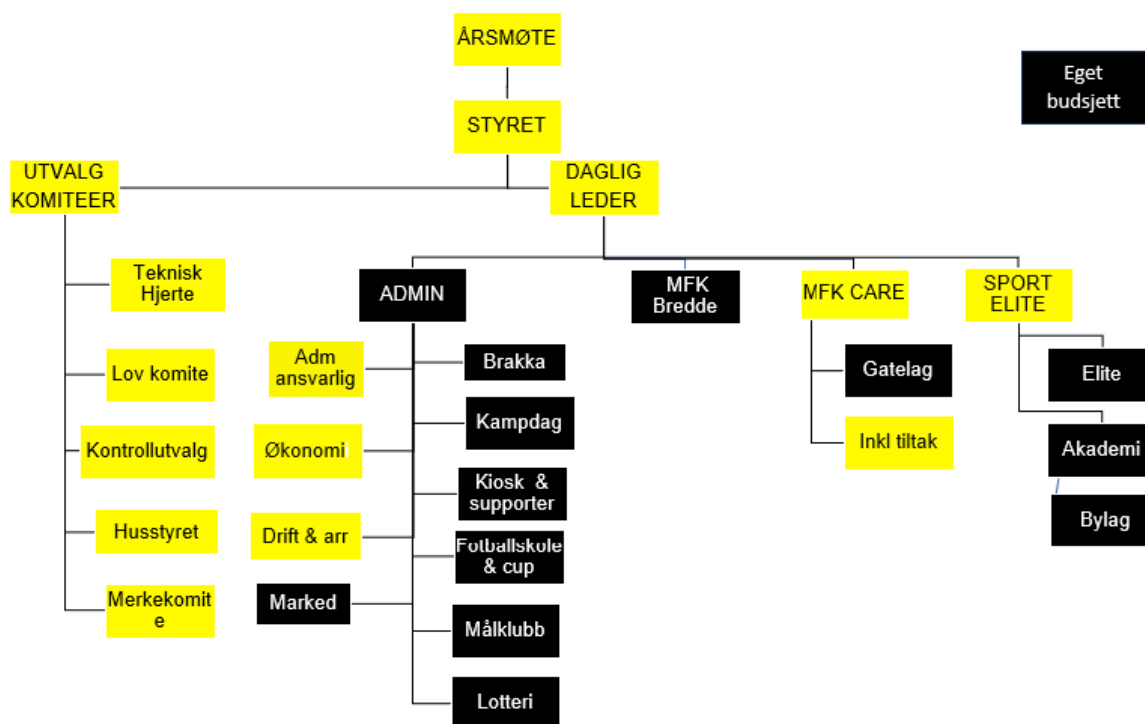 ÅRSMØTE
Eget
budsjett
STYRET
UTVALG
KOMITEER
DAGLIG
LEDER
Teknisk
Hjerte
ADMIN
MFK
Bredde
MFK CARE
SPORT
ELITE
Lov komite
Adm
ansvarlig
Brakka
Gatelag
Elite
Kontrollutvalg
Økonomi
Kampdag
Inkl tiltak
Akademi
Kiosk & 
supporter
Bylag
Husstyret
Drift & arr
Fotballskole
& cup
Merkekomit
e
Marked
Målklubb
Lotteri